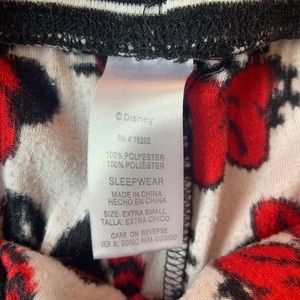 © Disney
RN # 76292
100% POLYESTER
100% POLIÉSTER
SLEEPWEAR
MADE IN CHINA
HECHO EN CHINA
SIZE: EXTRA SMALL
TALLA: EXTRA CHICO
CARE ON REVERSE
VER AL DORSO PARA CUIDADO